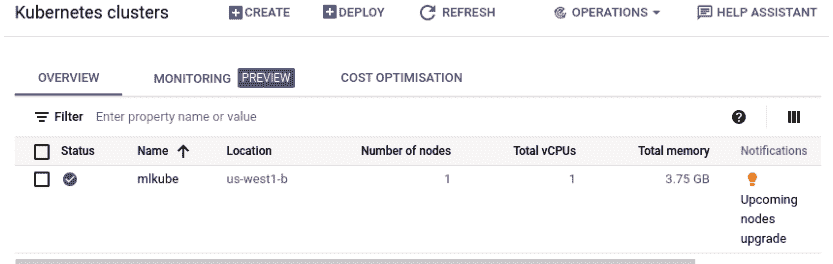 Kubernetes clusters CREATE DEPLOY REFRESH OPERATIONS HELP ASSISTANT
OVERVIEW MONITORING PREVIEW COST OPTIMISATION
Filter Enter property name or value
Status Name Location Number of nodes Total vCPUs Total memory Notifications
mlkube us-west1-b 1 1 3.75 GB
Upcoming
nodes
upgrade